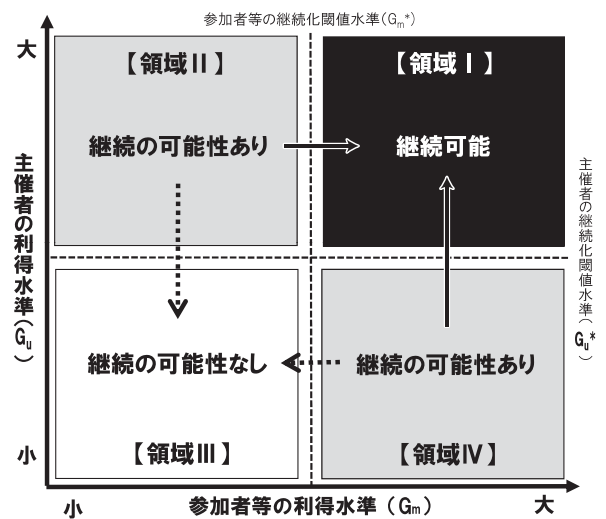 参加者等の継続化閾値水準(Gm*)
大
【領域Ⅱ】
【領域Ⅰ】
継続の可能性あり
継続可能
主催者の利得水準(Gu)
主催者の継続化閾値水準(Gu*)
継続の可能性なし
継続の可能性あり
【領域Ⅲ】
【領域Ⅳ】
小
小
参加者等の利得水準(Gm)
大